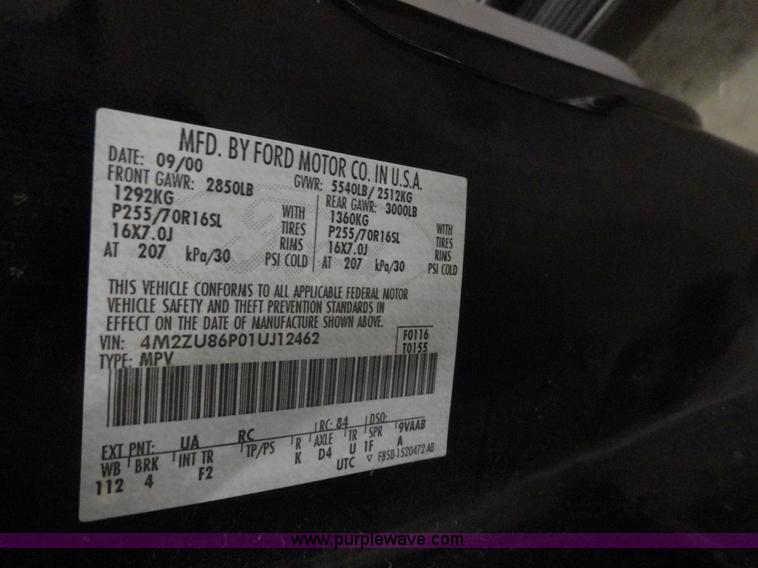 MFD. BY FORD MOTOR CO. IN U.S.A.
DATE: 09/00 GVWR: 5540LB/ 2512KG
FRONT GAWR: 2850LB REAR GAWR: 3000LB
1292KG WITH 1360KG WITH
P255/70R16SL TIRES P255/70R16SL TIRES
16X7.0J RIMS 16X7.0J RIMS
AT 207 kPa/30 PSI COLD AT 207 kPa/30 PSI COLD
THIS VEHICLE CONFORMS TO ALL APPLICABLE FEDERAL MOTOR
VEHICLE SAFETY AND THEFT PREVENTION STANDARDS IN
EFFECT ON THE DATE OF MANUFACTURE SHOWN ABOVE.
VIN: 4M2ZU86P01UJ12462 F0116
TYPE: MPV T0155
EXT PNT: UA RC RC: 84 DSO:
WB BRK INT TR TP/PS R AXLE TR SPR 9VAAB
112 4 F2 K D4 U 1F A
UTC ▽ F85B-1520472-AB
www.purplewave.com